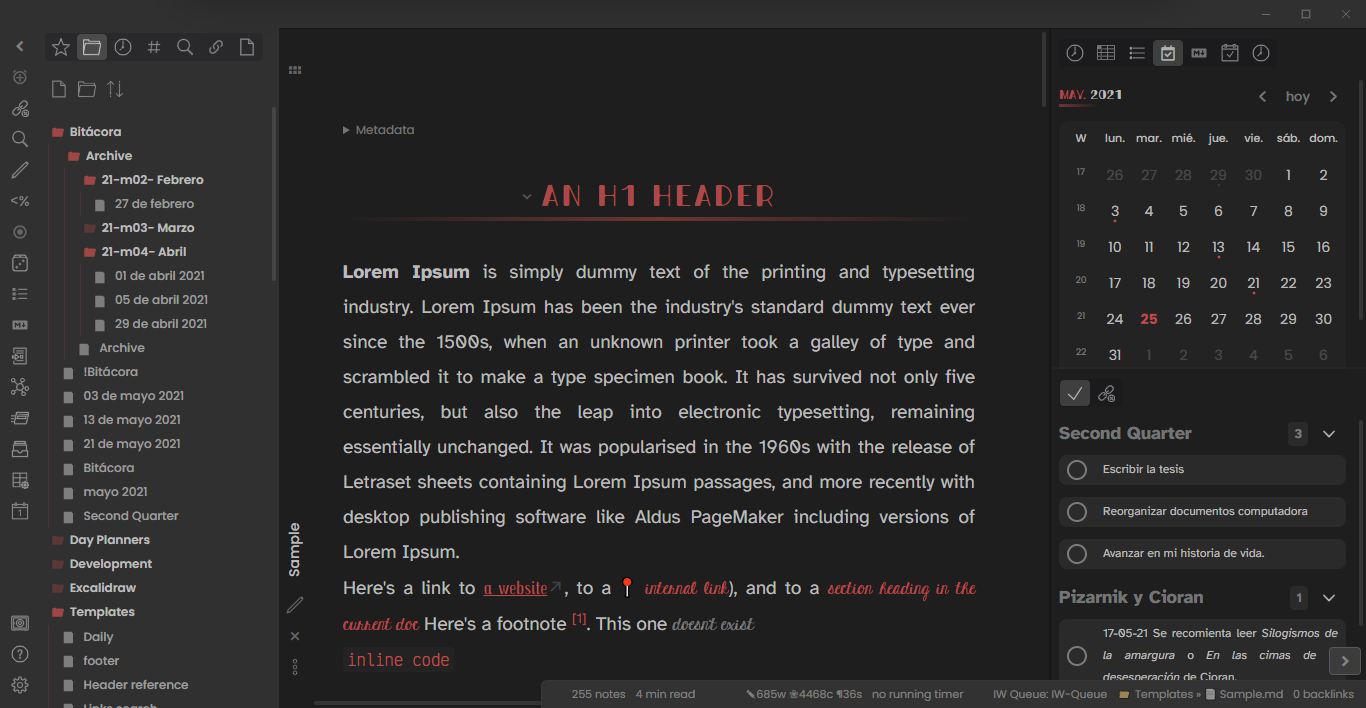 Bitácora
Archive
21-m02- Febrero
27 de febrero
21-m03- Marzo
21-m04- Abril
01 de abril 2021
05 de abril 2021
29 de abril 2021
Archive
!Bitácora
03 de mayo 2021
13 de mayo 2021
21 de mayo 2021
Bitácora
mayo 2021
Second Quarter
Day Planners
Development
Excalidraw
Templates
Daily
footer
Header reference
Links search
Sample
Metadata
AN H1 HEADER
Lorem Ipsum is simply dummy text of the printing and typesetting
industry. Lorem Ipsum has been the industry's standard dummy text ever
since the 1500s, when an unknown printer took a galley of type and
scrambled it to make a type specimen book. It has survived not only five
centuries, but also the leap into electronic typesetting, remaining
essentially unchanged. It was popularised in the 1960s with the release of
Letraset sheets containing Lorem Ipsum passages, and more recently with
desktop publishing software like Aldus PageMaker including versions of
Lorem Ipsum.
Here's a link to a website, to a internal link), and to a section heading in the
current doc Here's a footnote [1]. This one doesnt exist
inline code
MAY. 2021 hoy
W lun. mar. mié. jue. vie. sáb. dom.
17 26 27 28 29 30 1 2
18 3 4 5 6 7 8 9
19 10 11 12 13 14 15 16
20 17 18 19 20 21 22 23
21 24 25 26 27 28 29 30
22 31 1 2 3 4 5 6
Second Quarter 3
Escribir la tesis
Reorganizar documentos computadora
Avanzar en mi historia de vida.
Pizarnik y Cioran 1
17-05-21 Se recomienta leer Silogismos de
la amargura o En las cimas de
desesperación de Cioran.
255 notes 4 min read 685w 4468c ¶36s no running timer IW Queue: IW-Queue Templates » Sample.md 0 backlinks